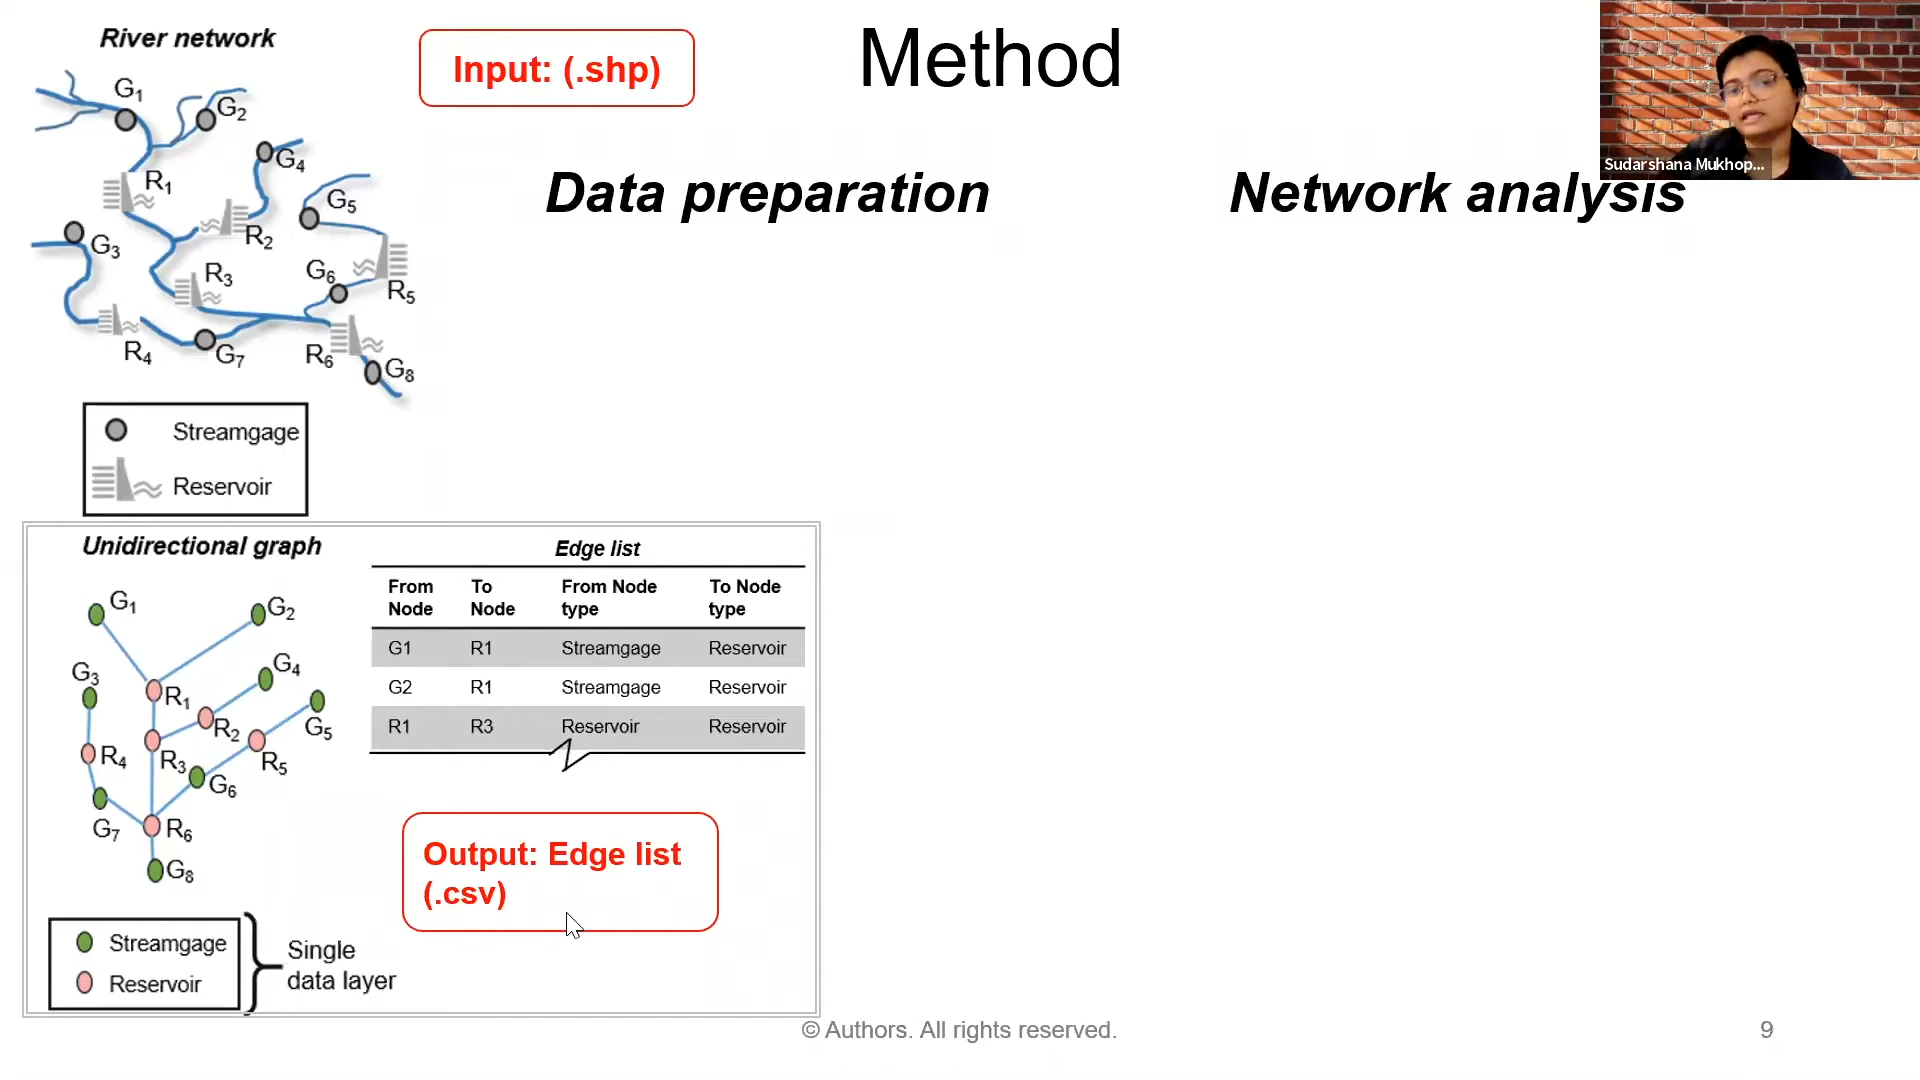 River network
Input: (.shp)
Method
Sudarshana Mukhop...
Data preparation
Network analysis
G1
G2
G4
R1
G5
R2
G3
R3
G6
R5
R4
G7
R6
G8
Streamgage
Reservoir
Unidirectional graph
G1
G2
G3
G4
R1
R2
G5
R4
R3
R5
G6
G7
R6
G8
Streamgage
Reservoir
Single
data layer
Edge list
From Node To Node From Node type To Node type
G1 R1 Streamgage Reservoir
G2 R1 Streamgage Reservoir
R1 R3 Reservoir Reservoir
Output: Edge list
(.csv)
© Authors. All rights reserved.
9